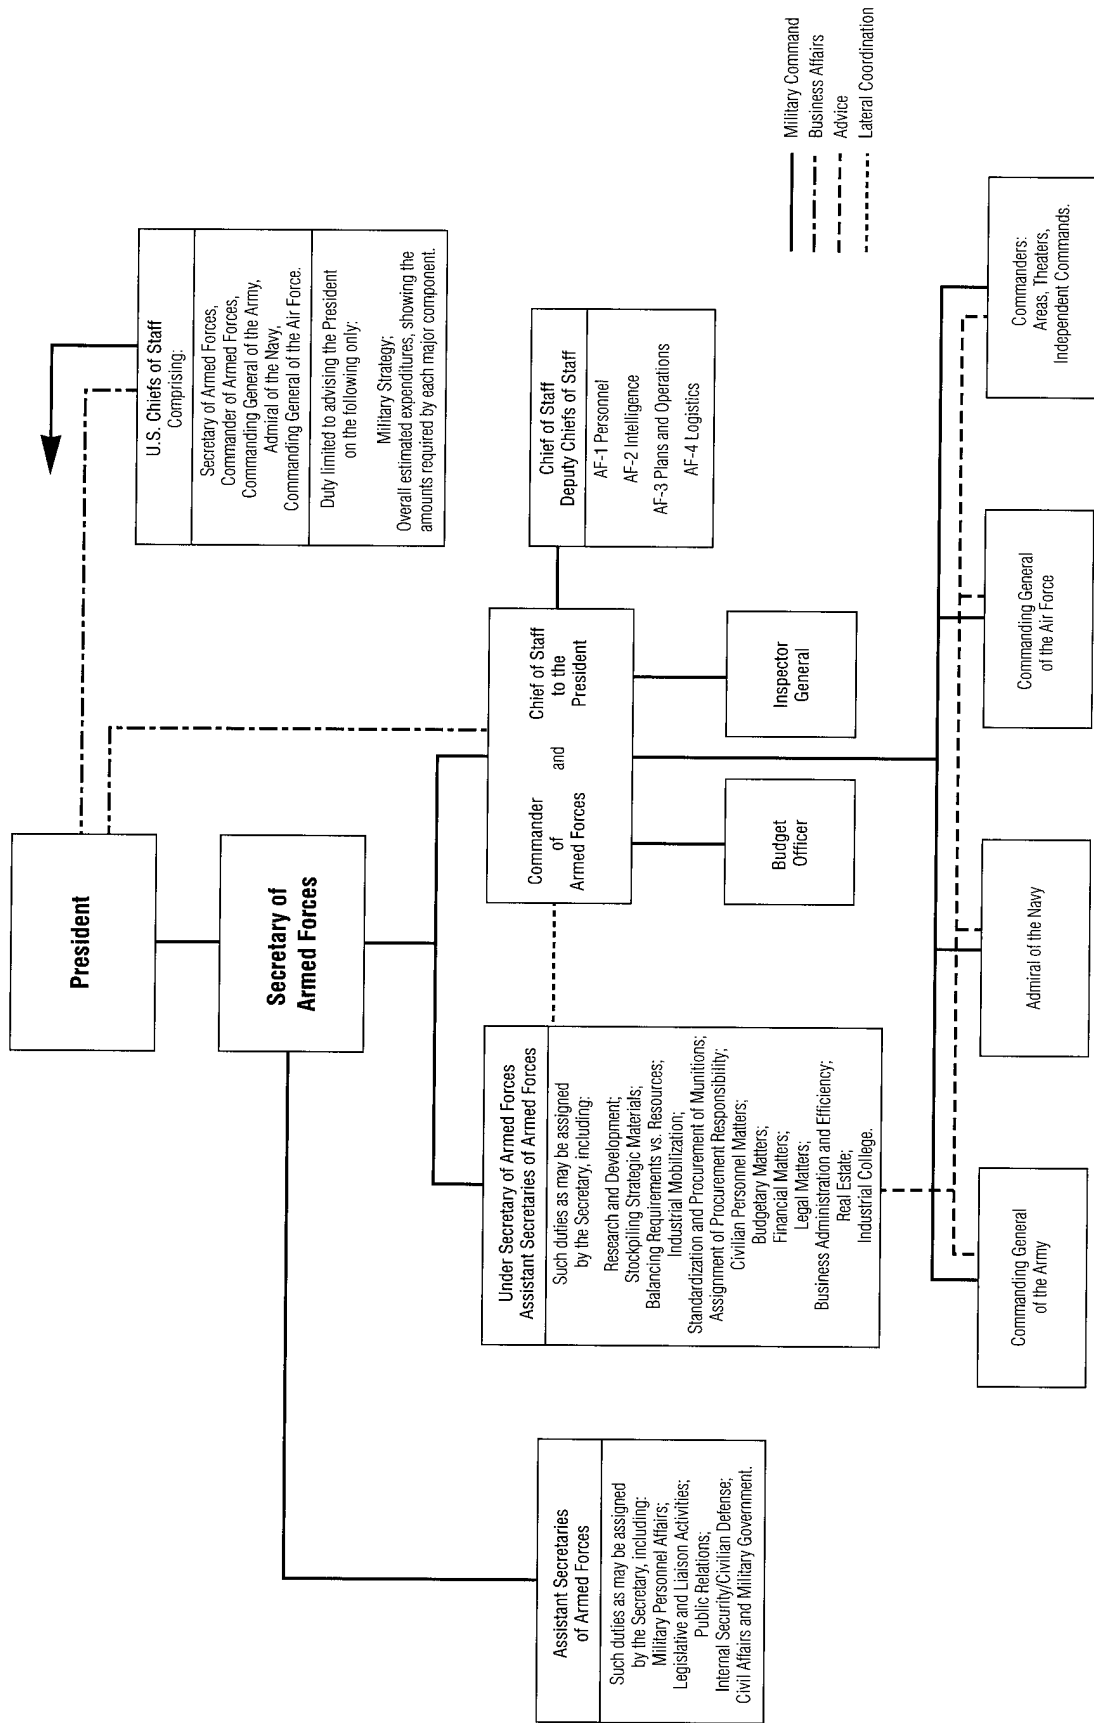 President
Secretary of
Armed Forces
U.S. Chiefs of Staff
Comprising:
Secretary of Armed Forces,
Commander of Armed Forces,
Commanding General of the Army,
Admiral of the Navy,
Commanding General of the Air Force.
Duty limited to advising the President
on the following only:
Military Strategy;
Overall estimated expenditures, showing the
amounts required by each major component.
Assistant Secretaries
of Armed Forces
Such duties as may be assigned
by the Secretary, including:
Military Personnel Affairs;
Legislative and Liaison Activities;
Public Relations;
Internal Security/Civilian Defense;
Civil Affairs and Military Government.
Under Secretary of Armed Forces
Assistant Secretaries of Armed Forces
Such duties as may be assigned
by the Secretary, including:
Research and Development;
Stockpiling Strategic Materials;
Balancing Requirements vs. Resources;
Industrial Mobilization;
Standardization and Procurement of Munitions;
Assignment of Procurement Responsibility;
Civilian Personnel Matters;
Budgetary Matters;
Financial Matters;
Legal Matters;
Business Administration and Efficiency;
Real Estate;
Industrial College.
Commander
of
Armed Forces
and
Chief of Staff
to the
President
Chief of Staff
Deputy Chiefs of Staff
AF-1 Personnel
AF-2 Intelligence
AF-3 Plans and Operations
AF-4 Logistics
Budget
Officer
Inspector
General
Commanding General
of the Army
Admiral of the Navy
Commanding General
of the Air Force
Commanders:
Areas, Theaters,
Independent Commands.
Military Command
Business Affairs
Advice
Lateral Coordination